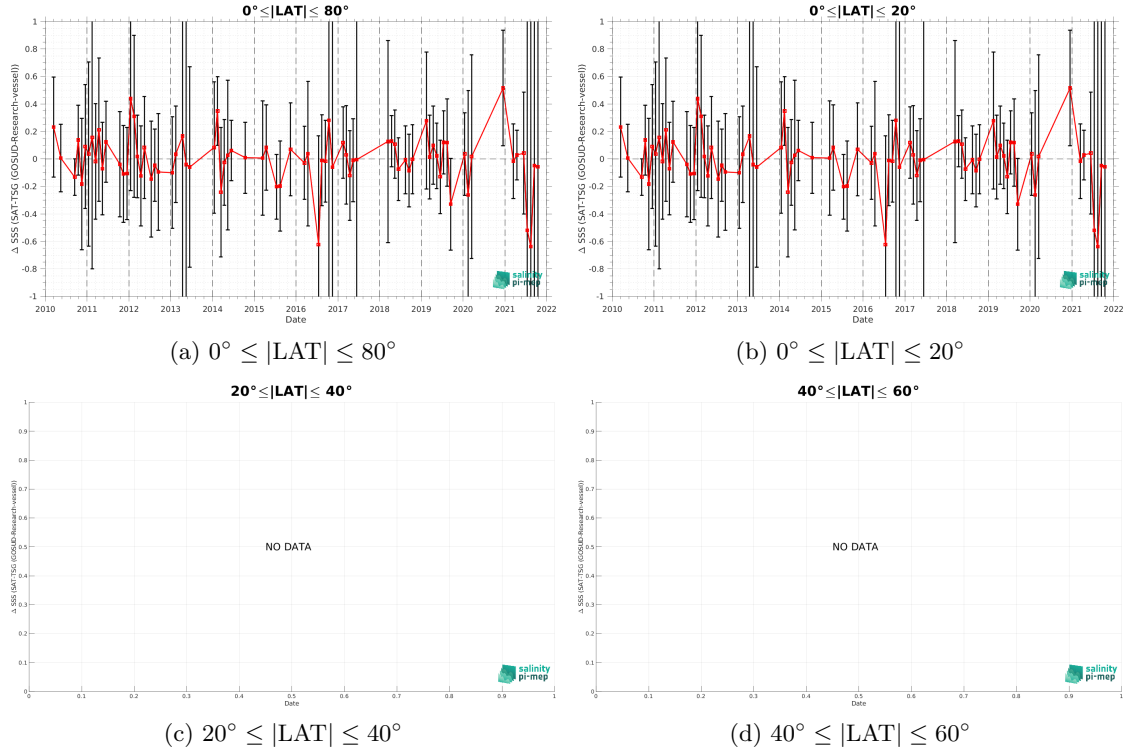 0°≤|LAT|≤ 80°
Δ SSS (SAT-TSG (GOSUD-Research-vessel))
1
0.8
0.6
0.4
0.2
0
-0.2
-0.4
-0.6
-0.8
-1
2010 2011 2012 2013 2014 2015 2016 2017 2018 2019 2020 2021 2022
Date
salinity
pi-mep
(a) 0° ≤ |LAT| ≤ 80°
0°≤|LAT|≤ 20°
Δ SSS (SAT-TSG (GOSUD-Research-vessel))
1
0.8
0.6
0.4
0.2
0
-0.2
-0.4
-0.6
-0.8
-1
2010 2011 2012 2013 2014 2015 2016 2017 2018 2019 2020 2021 2022
Date
salinity
pi-mep
(b) 0° ≤ |LAT| ≤ 20°
20°≤|LAT|≤ 40°
Δ SSS (SAT-TSG (GOSUD-Research-vessel))
1
0.9
0.8
0.7
0.6
0.5
0.4
0.3
0.2
0.1
0
NO DATA
0 0.1 0.2 0.3 0.4 0.5 0.6 0.7 0.8 0.9 1
Date
salinity
pi-mep
(c) 20° ≤ |LAT| ≤ 40°
40°≤|LAT|≤ 60°
Δ SSS (SAT-TSG (GOSUD-Research-vessel))
1
0.9
0.8
0.7
0.6
0.5
0.4
0.3
0.2
0.1
0
NO DATA
0 0.1 0.2 0.3 0.4 0.5 0.6 0.7 0.8 0.9 1
Date
salinity
pi-mep
(d) 40° ≤ |LAT| ≤ 60°